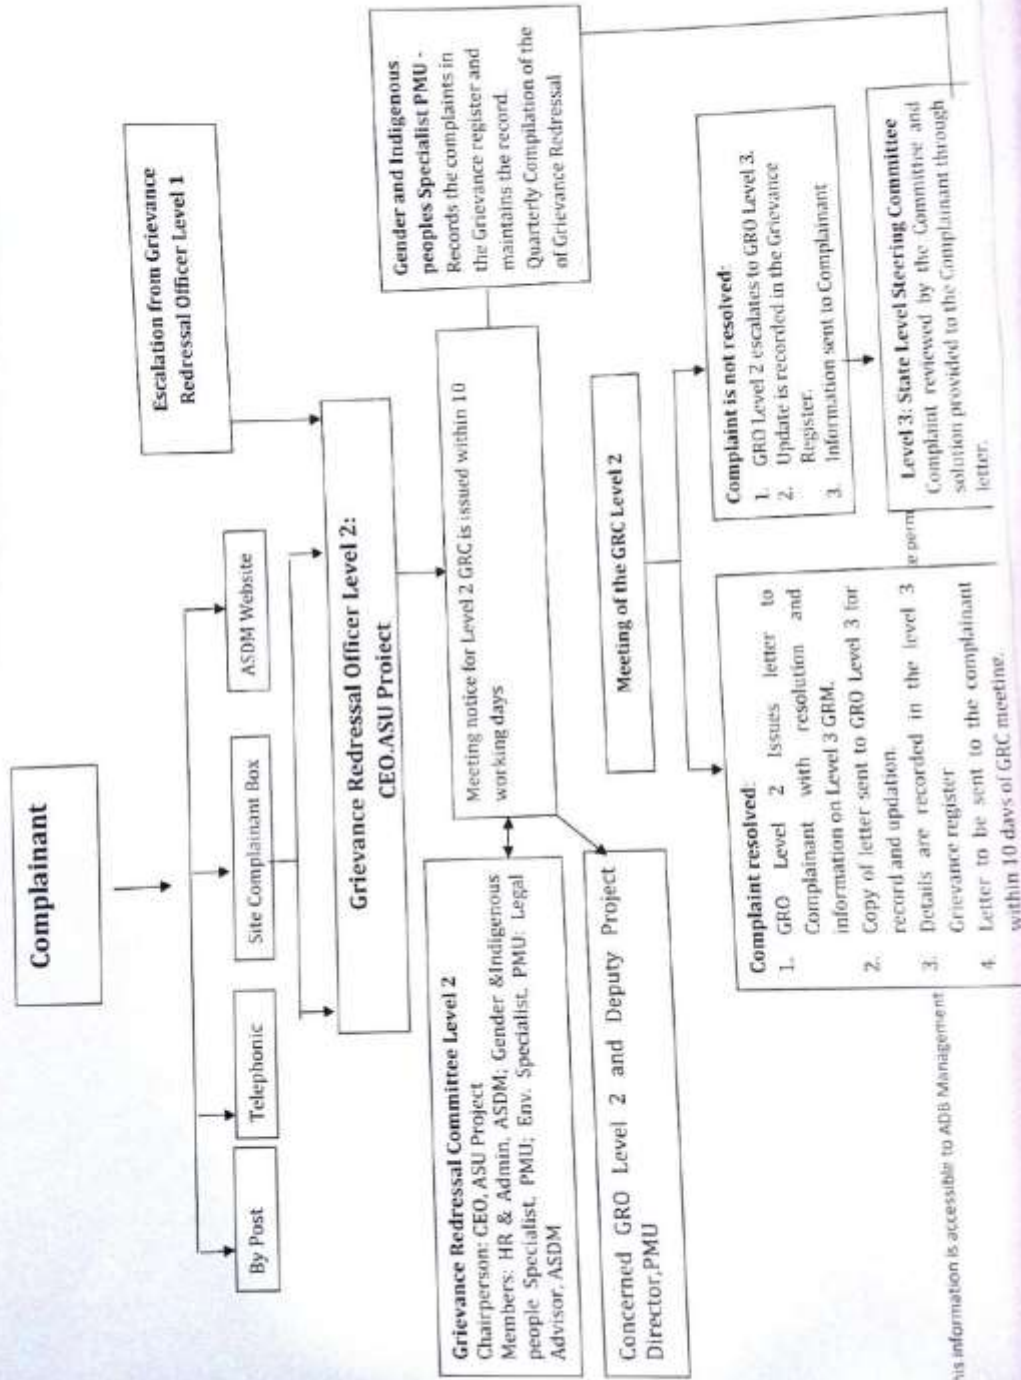 Complainant
By Post
Telephonic
Site Complainant Box
ASDM Website
Escalation from Grievance
Redressal Officer Level 1
Grievance Redressal Officer Level 2:
CEO.ASU Project
Grievance Redressal Committee Level 2
Chairperson: CEO, ASU Project
Members: HR & Admin, ASDM; Gender &Indigenous
people Specialist, PMU; Env. Specialist, PMU: Legal
Advisor, ASDM
Meeting notice for Level 2 GRC is issued within 10
working days
Gender and Indigenous
peoples Specialist PMU -
Records the complaints in
the Grievance register and
maintains the record.
Quarterly Compilation of the
of Grievance Redressal
Concerned GRO Level 2 and Deputy Project
Director,PMU
Meeting of the GRC Level 2
Complaint resolved:
1. GRO Level 2 Issues letter to
Complainant with resolution and
information on Level 3 GRM.
2. Copy of letter sent to GRO Level 3 for
record and updation.
3. Details are recorded in the level 3
Grievance register
4. Letter to be sent to the complainant
within 10 days of GRC meeting.
Complaint is not resolved:
1. GRO Level 2 escalates to GRO Level 3.
2. Update is recorded in the Grievance
Register.
3. Information sent to Complainant
Level 3: State Level Steering Committee
Complaint reviewed by the Committee and
solution provided to the Complainant through
letter.
his information is accessible to ADB Management
e perm